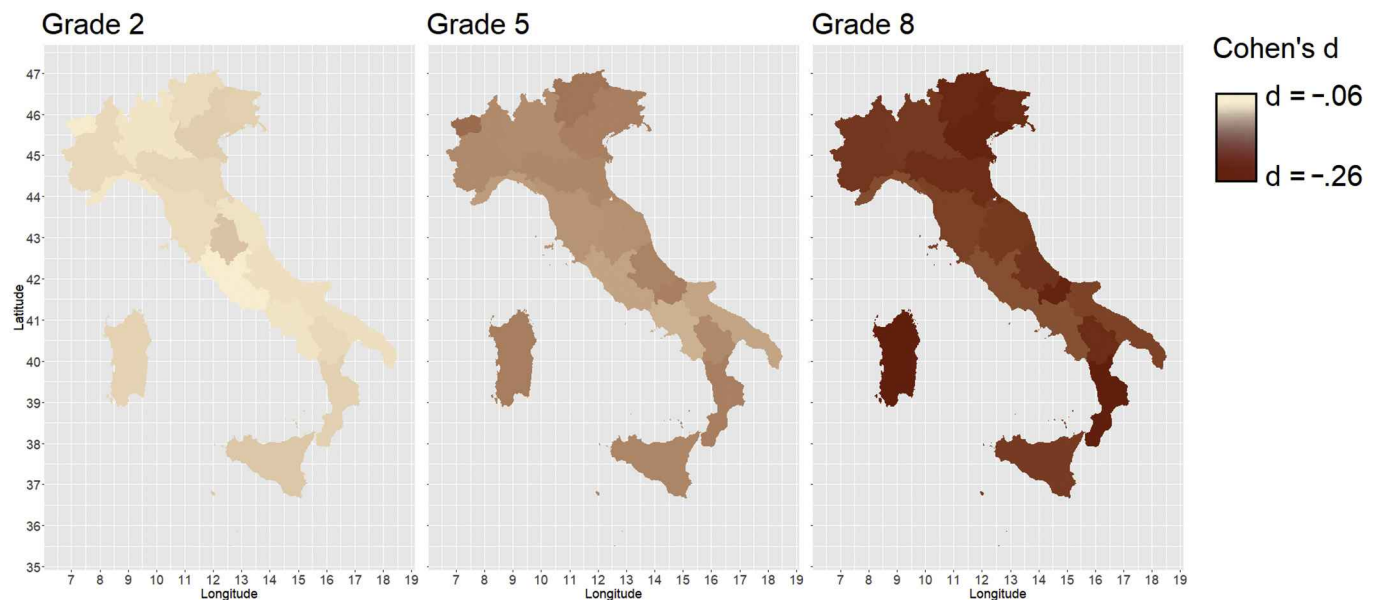 Grade 2
Grade 5
Grade 8
Cohen's d
d = −.06
d = −.26
Latitude
47
46
45
44
43
42
41
40
39
38
37
36
35
7 8 9 10 11 12 13 14 15 16 17 18 19
7 8 9 10 11 12 13 14 15 16 17 18 19
7 8 9 10 11 12 13 14 15 16 17 18 19
Longitude
Longitude
Longitude